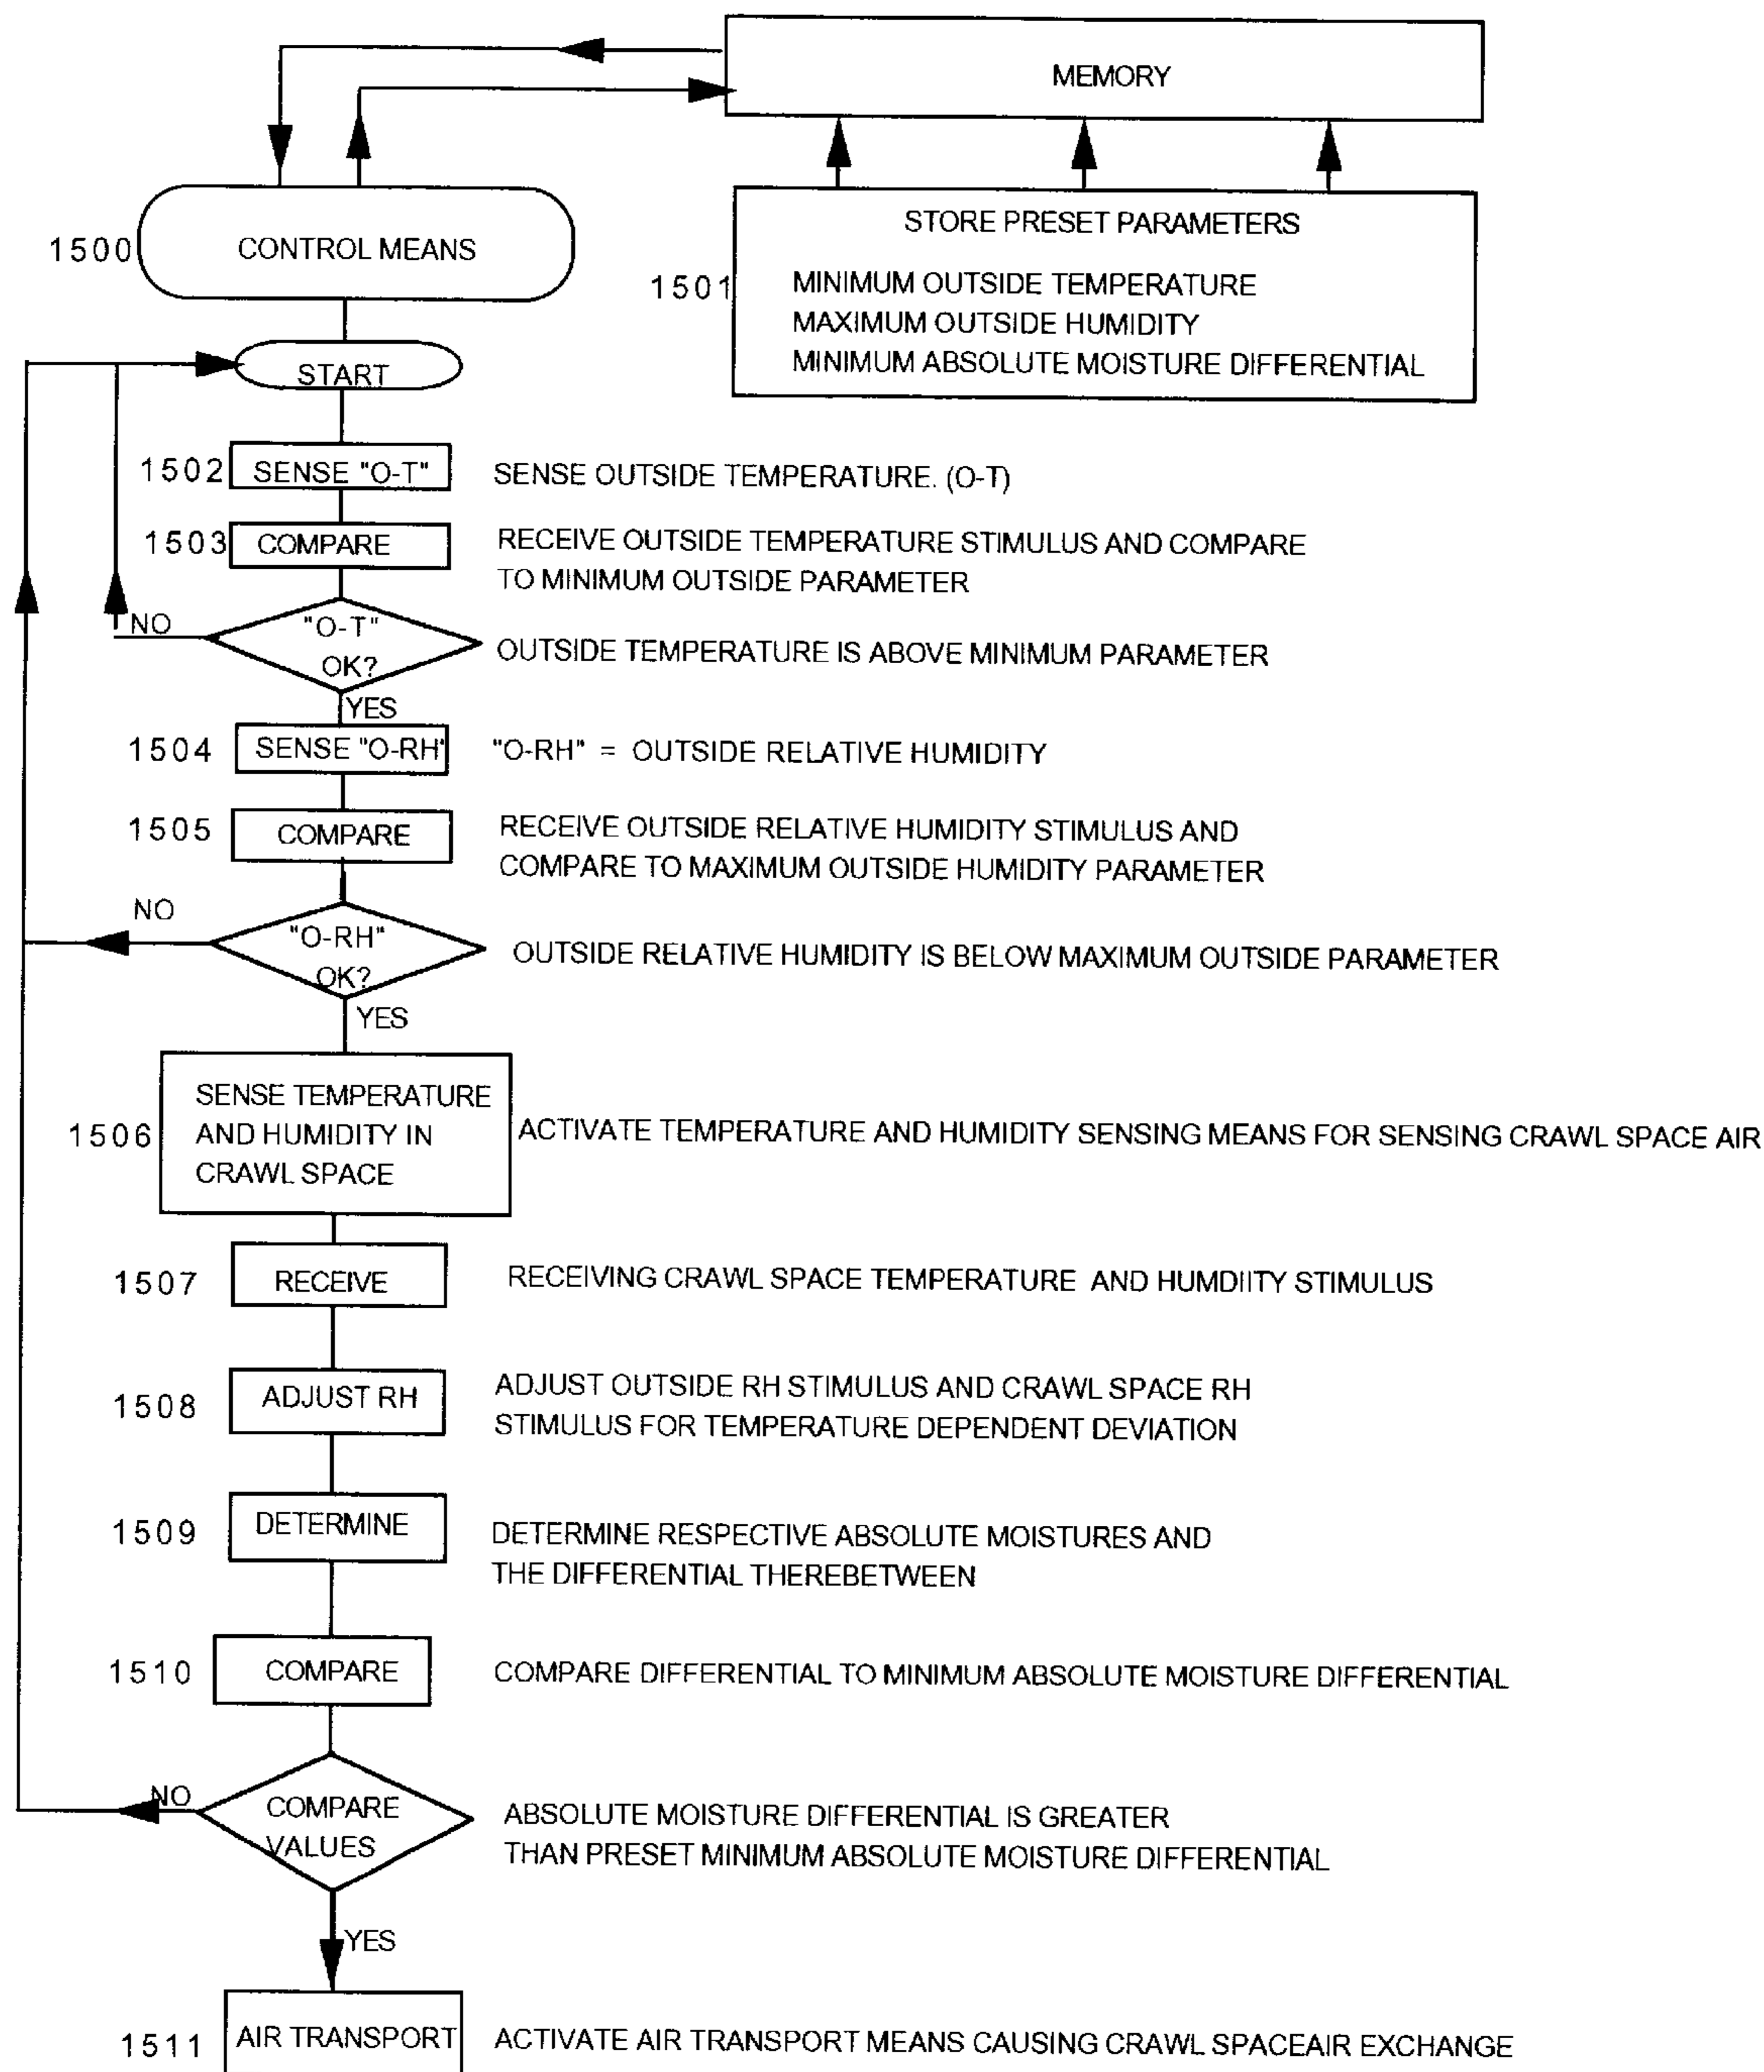 MEMORY
1500
CONTROL MEANS
1501
STORE PRESET PARAMETERS
MINIMUM OUTSIDE TEMPERATURE
MAXIMUM OUTSIDE HUMIDITY
MINIMUM ABSOLUTE MOISTURE DIFFERENTIAL
START
1502
SENSE "O-T"
SENSE OUTSIDE TEMPERATURE. (O-T)
1503
COMPARE
RECEIVE OUTSIDE TEMPERATURE STIMULUS AND COMPARE
TO MINIMUM OUTSIDE PARAMETER
NO
"O-T"
OK?
OUTSIDE TEMPERATURE IS ABOVE MINIMUM PARAMETER
YES
1504
SENSE "O-RH"
"O-RH" = OUTSIDE RELATIVE HUMIDITY
1505
COMPARE
RECEIVE OUTSIDE RELATIVE HUMIDITY STIMULUS AND
COMPARE TO MAXIMUM OUTSIDE HUMIDITY PARAMETER
NO
"O-RH"
OK?
OUTSIDE RELATIVE HUMIDITY IS BELOW MAXIMUM OUTSIDE PARAMETER
YES
1506
SENSE TEMPERATURE
AND HUMIDITY IN
CRAWL SPACE
ACTIVATE TEMPERATURE AND HUMIDITY SENSING MEANS FOR SENSING CRAWL SPACE AIR
1507
RECEIVE
RECEIVING CRAWL SPACE TEMPERATURE AND HUMDIITY STIMULUS
1508
ADJUST RH
ADJUST OUTSIDE RH STIMULUS AND CRAWL SPACE RH
STIMULUS FOR TEMPERATURE DEPENDENT DEVIATION
1509
DETERMINE
DETERMINE RESPECTIVE ABSOLUTE MOISTURES AND
THE DIFFERENTIAL THEREBETWEEN
1510
COMPARE
COMPARE DIFFERENTIAL TO MINIMUM ABSOLUTE MOISTURE DIFFERENTIAL
NO
COMPARE
VALUES
ABSOLUTE MOISTURE DIFFERENTIAL IS GREATER
THAN PRESET MINIMUM ABSOLUTE MOISTURE DIFFERENTIAL
YES
1511
AIR TRANSPORT
ACTIVATE AIR TRANSPORT MEANS CAUSING CRAWL SPACEAIR EXCHANGE